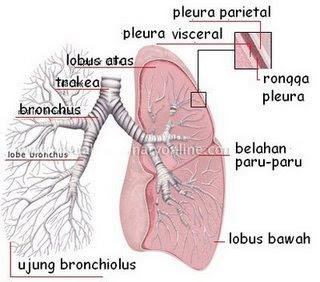 pleura parietal
pleura visceral
lobus atas
trakea
bronchus
rongga
pleura
lobe bronchus
belahan
paru-paru
lobus bawah
ujung bronchiolus